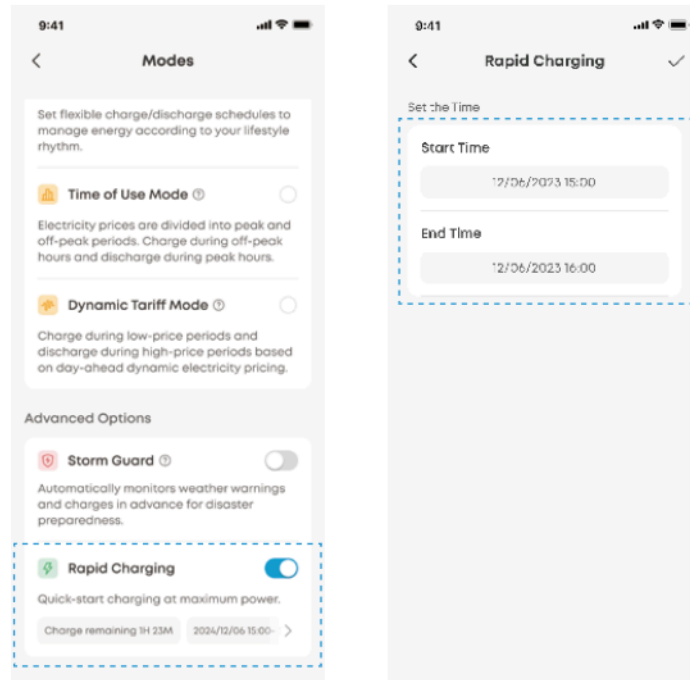 9:41
Modes
Set flexible charge/discharge schedules to
manage energy according to your lifestyle
rhythm.
Time of Use Mode
Electricity prices are divided into peak and
off-peak periods. Charge during off-peak
hours and discharge during peak hours.
Dynamic Tariff Mode
Charge during low-price periods and
discharge during high-price periods based
on day-ahead dynamic electricity pricing.
Advanced Options
Storm Guard
Automatically monitors weather warnings
and charges in advance for disaster
preparedness.
Rapid Charging
Quick-start charging at maximum power.
Charge remaining 1H 23M
2024/12/06 15:00-
9:41
Rapid Charging
Set the Time
Start Time
12/06/2023 15:00
End Time
12/06/2023 16:00